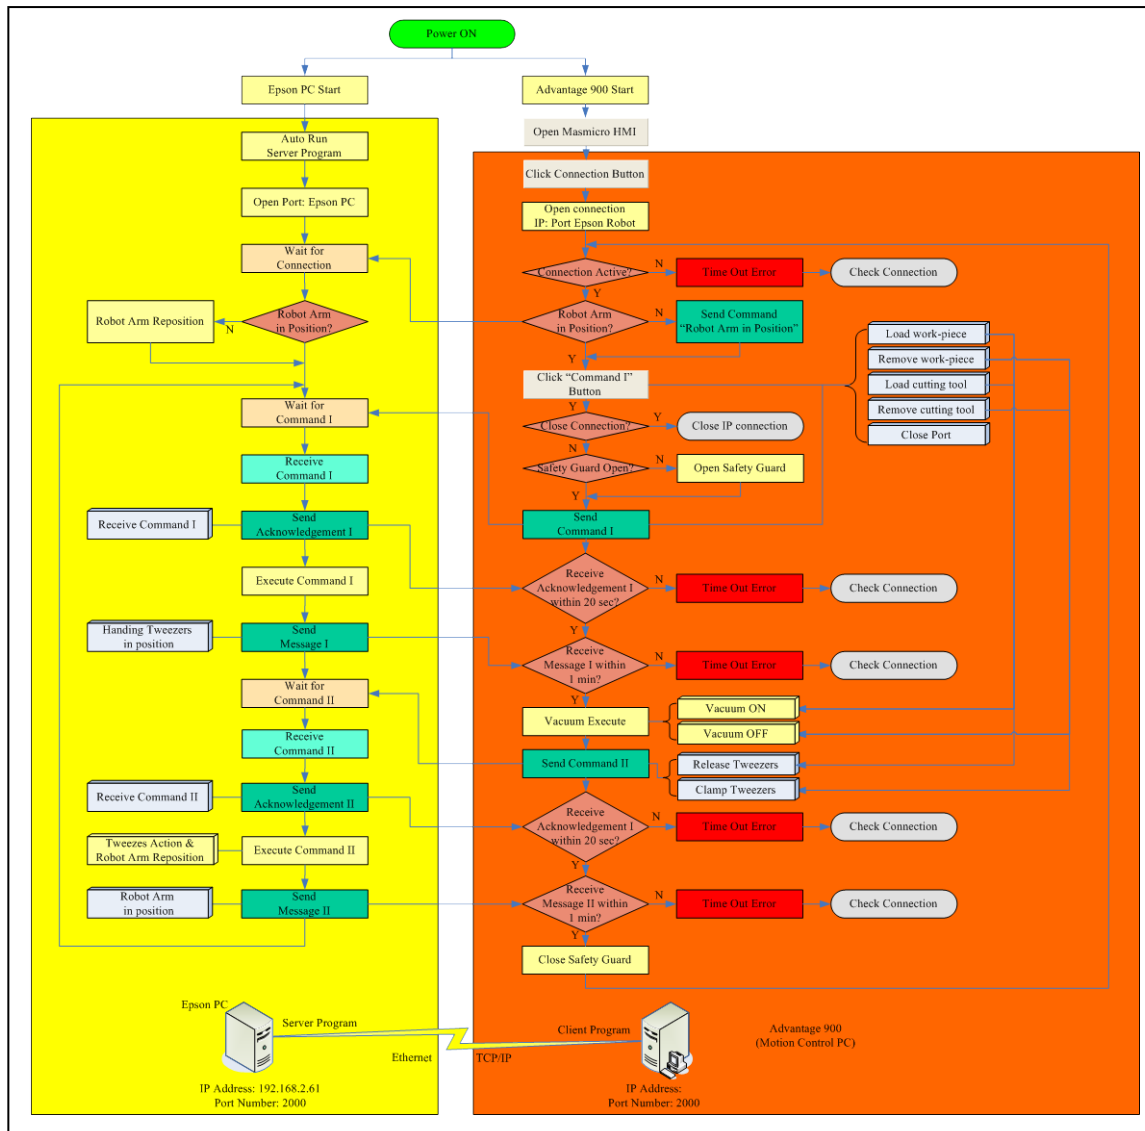 Power ON
Epson PC Start
Advantage 900 Start
Auto Run
Server Program
Open Masmicro HMI
Click Connection Button
Open Port: Epson PC
Open connection
IP: Port Epson Robot
Wait for
Connection
Connection Active?
N
Time Out Error
Check Connection
Y
Robot Arm Reposition
N
Robot Arm
in Position?
Robot Arm
in Position?
N
Send Command
“Robot Arm in Position”
Y
Load work-piece
Remove work-piece
Load cutting tool
Remove cutting tool
Close Port
Click “Command I”
Button
Y
Wait for
Command I
Close Connection?
Y
Close IP connection
N
Receive
Command I
Safety Guard Open?
N
Open Safety Guard
Y
Receive Command I
Send
Acknowledgement I
Send
Command I
Execute Command I
Receive
Acknowledgement I
within 20 sec?
N
Time Out Error
Check Connection
Y
Handing Tweezers
in position
Send
Message I
Receive
Message I within
1 min?
N
Time Out Error
Check Connection
Y
Wait for
Command II
Vacuum Execute
Vacuum ON
Vacuum OFF
Receive
Command II
Send Command II
Release Tweezers
Clamp Tweezers
Receive Command II
Send
Acknowledgement II
Receive
Acknowledgement I
within 20 sec?
N
Time Out Error
Check Connection
Y
Tweezes Action &
Robot Arm Reposition
Execute Command II
Robot Arm
in position
Send
Message II
Receive
Message II within
1 min?
N
Time Out Error
Check Connection
Y
Close Safety Guard
Epson PC
Server Program
Client Program
Advantage 900
(Motion Control PC)
Ethernet
TCP/IP
IP Address: 192.168.2.61
Port Number: 2000
IP Address:
Port Number: 2000